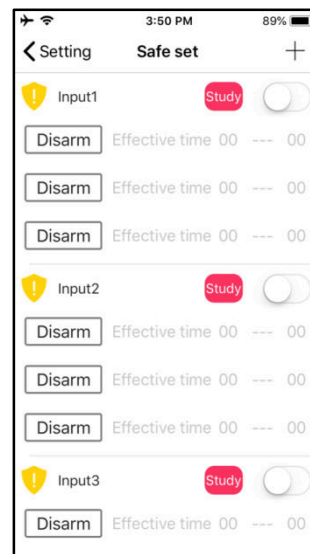 3:50 PM 89%
Setting Safe set +
Input1 Study
Disarm Effective time 00 --- 00
Disarm Effective time 00 --- 00
Disarm Effective time 00 --- 00
Input2 Study
Disarm Effective time 00 --- 00
Disarm Effective time 00 --- 00
Disarm Effective time 00 --- 00
Input3 Study
Disarm Effective time 00 --- 00